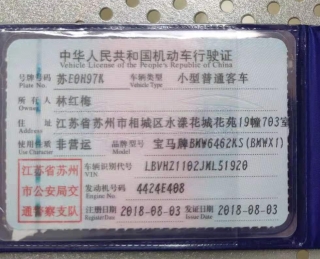 中华人民共和国机动车行驶证
Vehicle License of the People's Republic of China
号牌号码 苏E0H97R 车辆类型 小型普通客车
Plate No. Vehicle Type
所有人 林红梅
Owner
住址 江苏省苏州市相城区水漾花城花苑19幢703室
Address
使用性质 非营运 品牌型号 宝马牌BMW6462KS(BMWX1)
Use Character Model
江苏省苏州市公安局交通警察支队
车辆识别代号 LBVHZ1102JML51920
VIN
发动机号码 4424E408
Engine No.
注册日期 2018-08-03 发证日期 2018-08-03
Register Date Issue Date